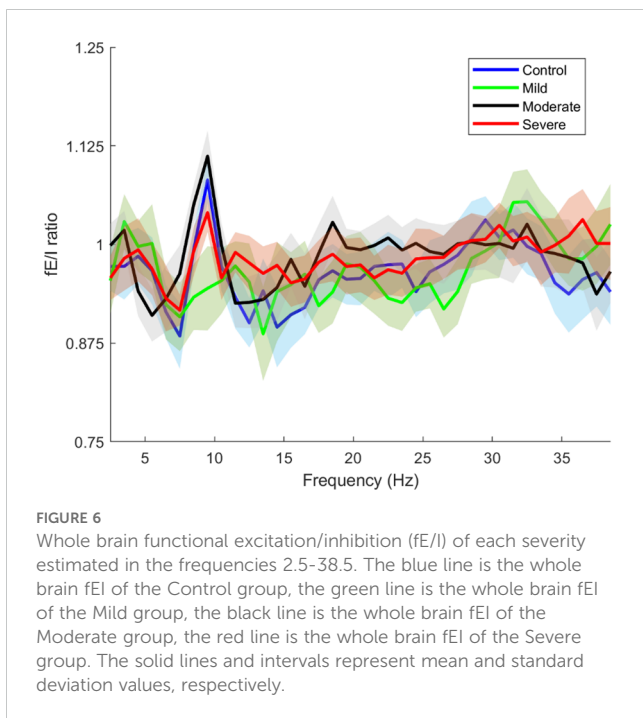 1.25
1.125
1
0.875
0.75
fE/I ratio
Control
Mild
Moderate
Severe
5 10 15 20 25 30 35
Frequency (Hz)
FIGURE 6
Whole brain functional excitation/inhibition (fE/I) of each severity
estimated in the frequencies 2.5-38.5. The blue line is the whole
brain fEI of the Control group, the green line is the whole brain fEI
of the Mild group, the black line is the whole brain fEI of the
Moderate group, the red line is the whole brain fEI of the Severe
group. The solid lines and intervals represent mean and standard
deviation values, respectively.